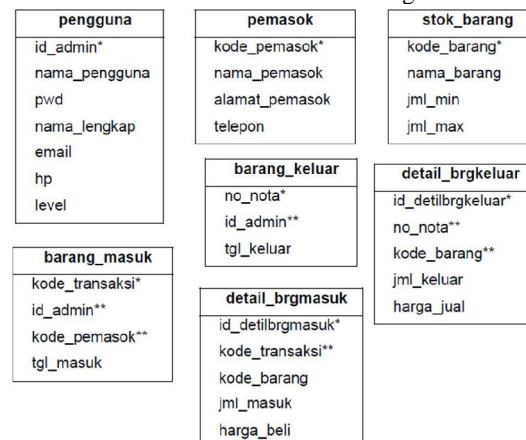 pengguna
id_admin*
nama_pengguna
pwd
nama_lengkap
email
hp
level
pemasok
kode_pemasok*
nama_pemasok
alamat_pemasok
telepon
stok_barang
kode_barang*
nama_barang
jml_min
jml_max
barang_keluar
no_nota*
id_admin**
tgl_keluar
detail_brgkeluar
id_detilbrgkeluar*
no_nota**
kode_barang**
jml_keluar
harga_jual
barang_masuk
kode_transaksi*
id_admin**
kode_pemasok**
tgl_masuk
detail_brgmasuk
id_detilbrgmasuk*
kode_transaksi**
kode_barang
jml_masuk
harga_beli